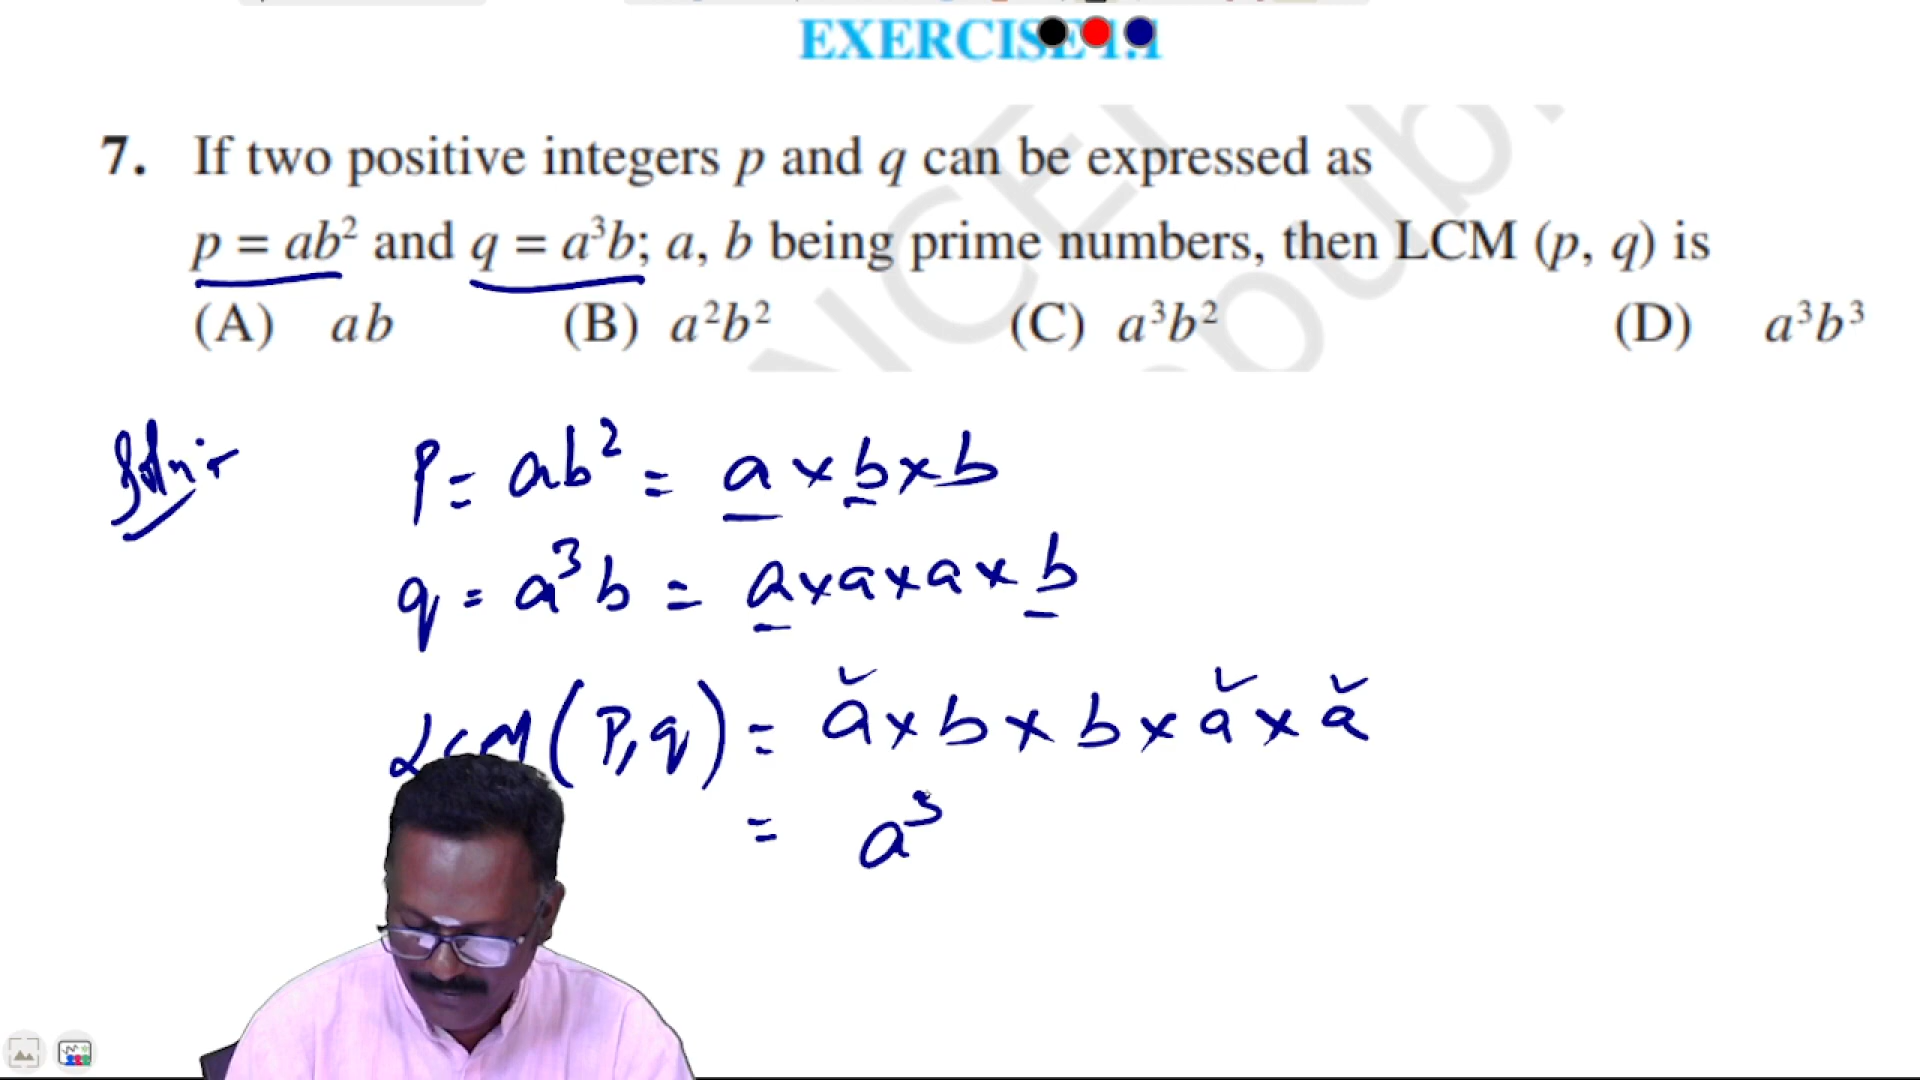 EXERCISE 1.1
7. If two positive integers p and q can be expressed as
p = ab² and q = a³b; a, b being prime numbers, then LCM (p, q) is
(A) ab (B) a²b² (C) a³b² (D) a³b³
Soln:-
P = ab² = a × b × b
q = a³b = a × a × a × b
LCM (P, q) = a × b × b × a × a
= a³